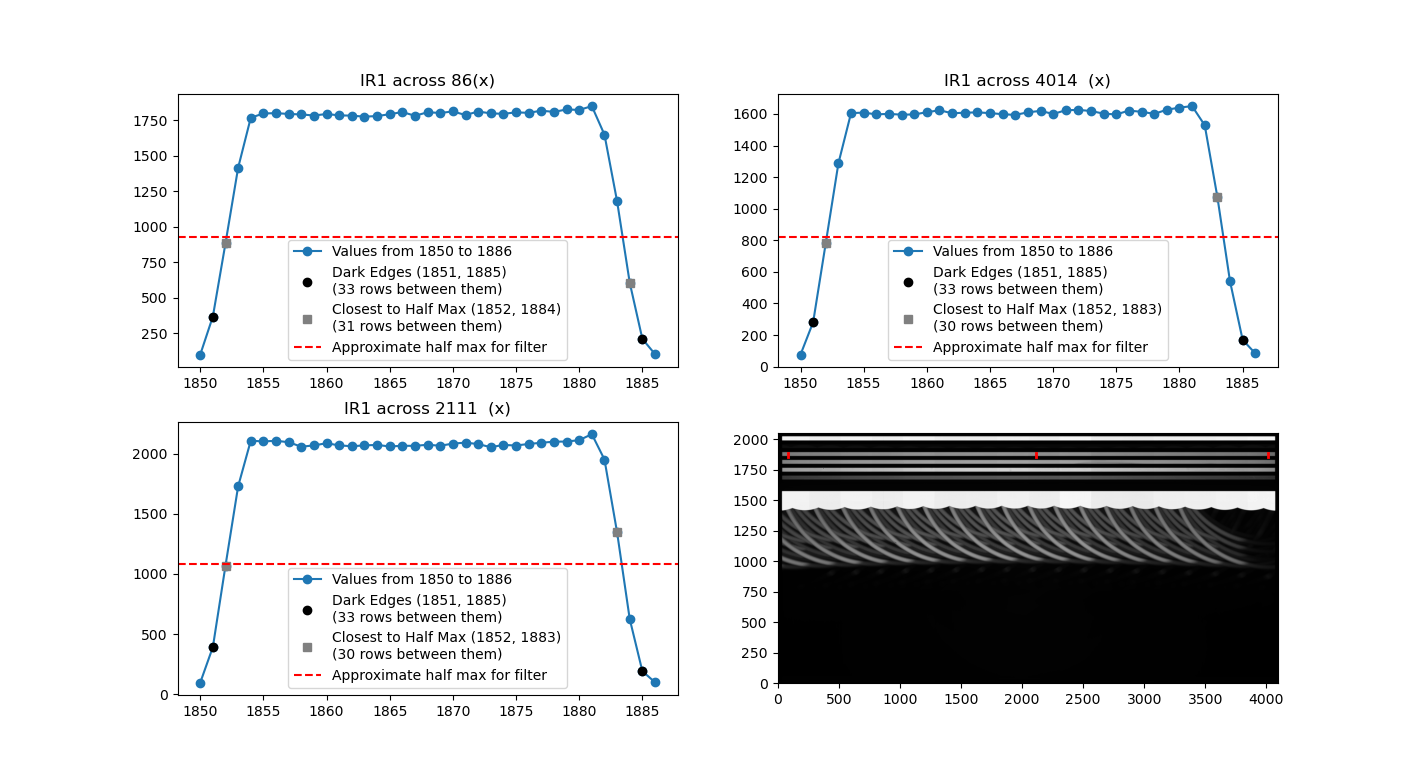 IR1 across 86(x)
1750
1500
1250
1000
750
500
250
Values from 1850 to 1886
Dark Edges (1851, 1885)
(33 rows between them)
Closest to Half Max (1852, 1884)
(31 rows between them)
Approximate half max for filter
1850 1855 1860 1865 1870 1875 1880 1885
IR1 across 4014 (x)
1600
1400
1200
1000
800
600
400
200
0
Values from 1850 to 1886
Dark Edges (1851, 1885)
(33 rows between them)
Closest to Half Max (1852, 1883)
(30 rows between them)
Approximate half max for filter
1850 1855 1860 1865 1870 1875 1880 1885
IR1 across 2111 (x)
2000
1500
1000
500
0
Values from 1850 to 1886
Dark Edges (1851, 1885)
(33 rows between them)
Closest to Half Max (1852, 1883)
(30 rows between them)
Approximate half max for filter
1850 1855 1860 1865 1870 1875 1880 1885
2000
1750
1500
1250
1000
750
500
250
0
0 500 1000 1500 2000 2500 3000 3500 4000